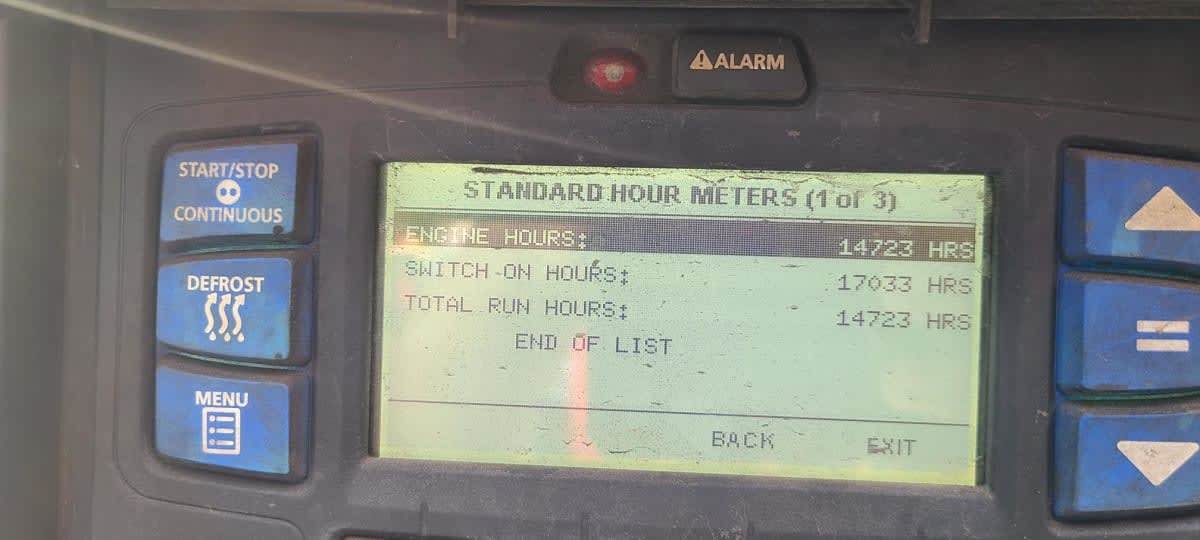 ALARM
START/STOP
CONTINUOUS
DEFROST
MENU
STANDARD HOUR METERS (1 of 3)
ENGINE HOURS: 14723 HRS
SWITCH-ON HOURS: 17033 HRS
TOTAL RUN HOURS: 14723 HRS
END OF LIST
BACK EXIT